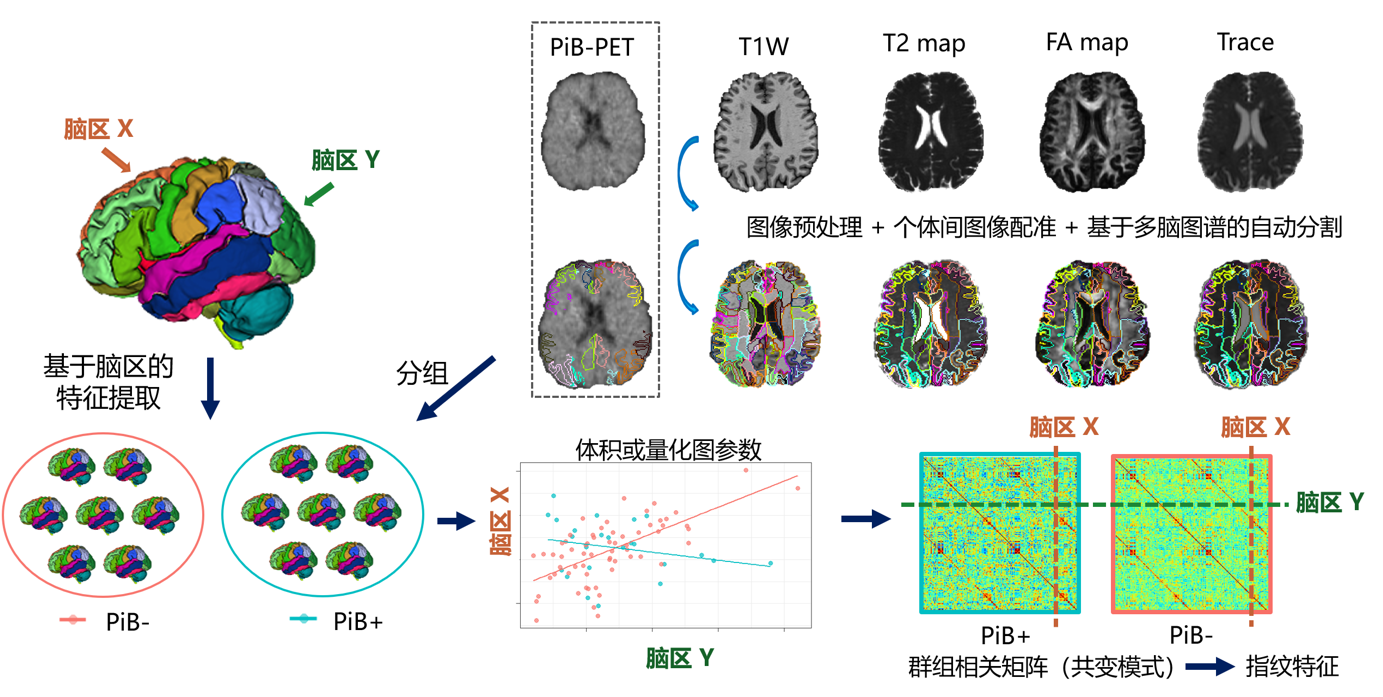 PiB-PET
T1W
T2 map
FA map
Trace
脑区 X
脑区 Y
图像预处理 + 个体间图像配准 + 基于多脑图谱的自动分割
基于脑区的
特征提取
分组
体积或量化图参数
脑区 X
脑区 Y
脑区 X
脑区 X
脑区 Y
PiB-
PiB+
PiB+
PiB-
群组相关矩阵（共变模式）
指纹特征